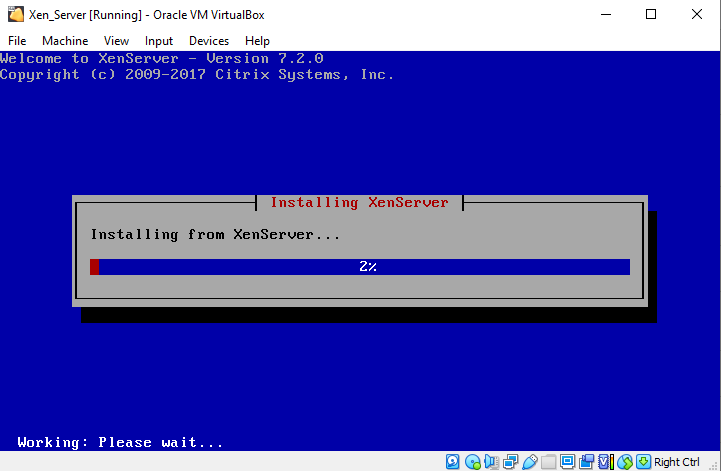 Xen_Server [Running] - Oracle VM VirtualBox
File Machine View Input Devices Help
Welcome to XenServer - Version 7.2.0
Copyright (c) 2009-2017 Citrix Systems, Inc.
Installing XenServer
Installing from XenServer...
2%
Working: Please wait...
Right Ctrl